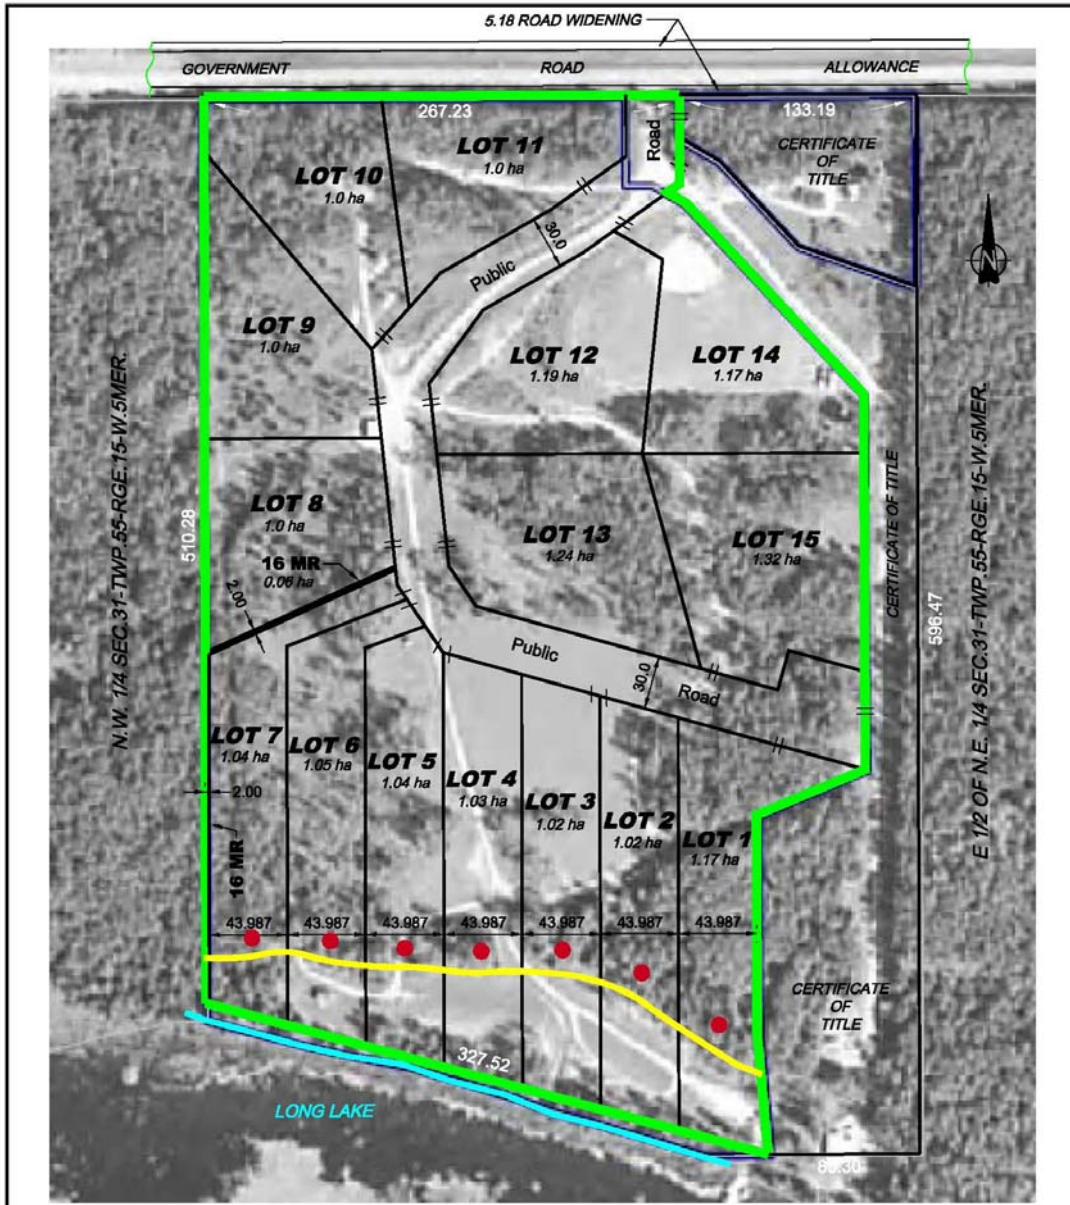 5.18 ROAD WIDENING
GOVERNMENT ROAD ALLOWANCE
267.23
133.19
Road
CERTIFICATE
OF
TITLE
LOT 11
1.0 ha
LOT 10
1.0 ha
30.0
Public
N
LOT 9
1.0 ha
LOT 12
1.19 ha
LOT 14
1.17 ha
N.W. 1/4 SEC.31-TWP.55-RGE.15-W.5MER.
510.28
LOT 8
1.0 ha
16 MR
0.06 ha
2.00
LOT 13
1.24 ha
LOT 15
1.32 ha
CERTIFICATE OF TITLE
596.47
E 1/2 OF N.E. 1/4 SEC.31-TWP.55-RGE.15-W.5MER.
Public
30.0
Road
LOT 7
1.04 ha
LOT 6
1.05 ha
LOT 5
1.04 ha
LOT 4
1.03 ha
LOT 3
1.02 ha
LOT 2
1.02 ha
LOT 1
1.17 ha
2.00
16 MR
43.987 43.987 43.987 43.987 43.987 43.987 43.987
CERTIFICATE
OF
TITLE
327.52
LONG LAKE